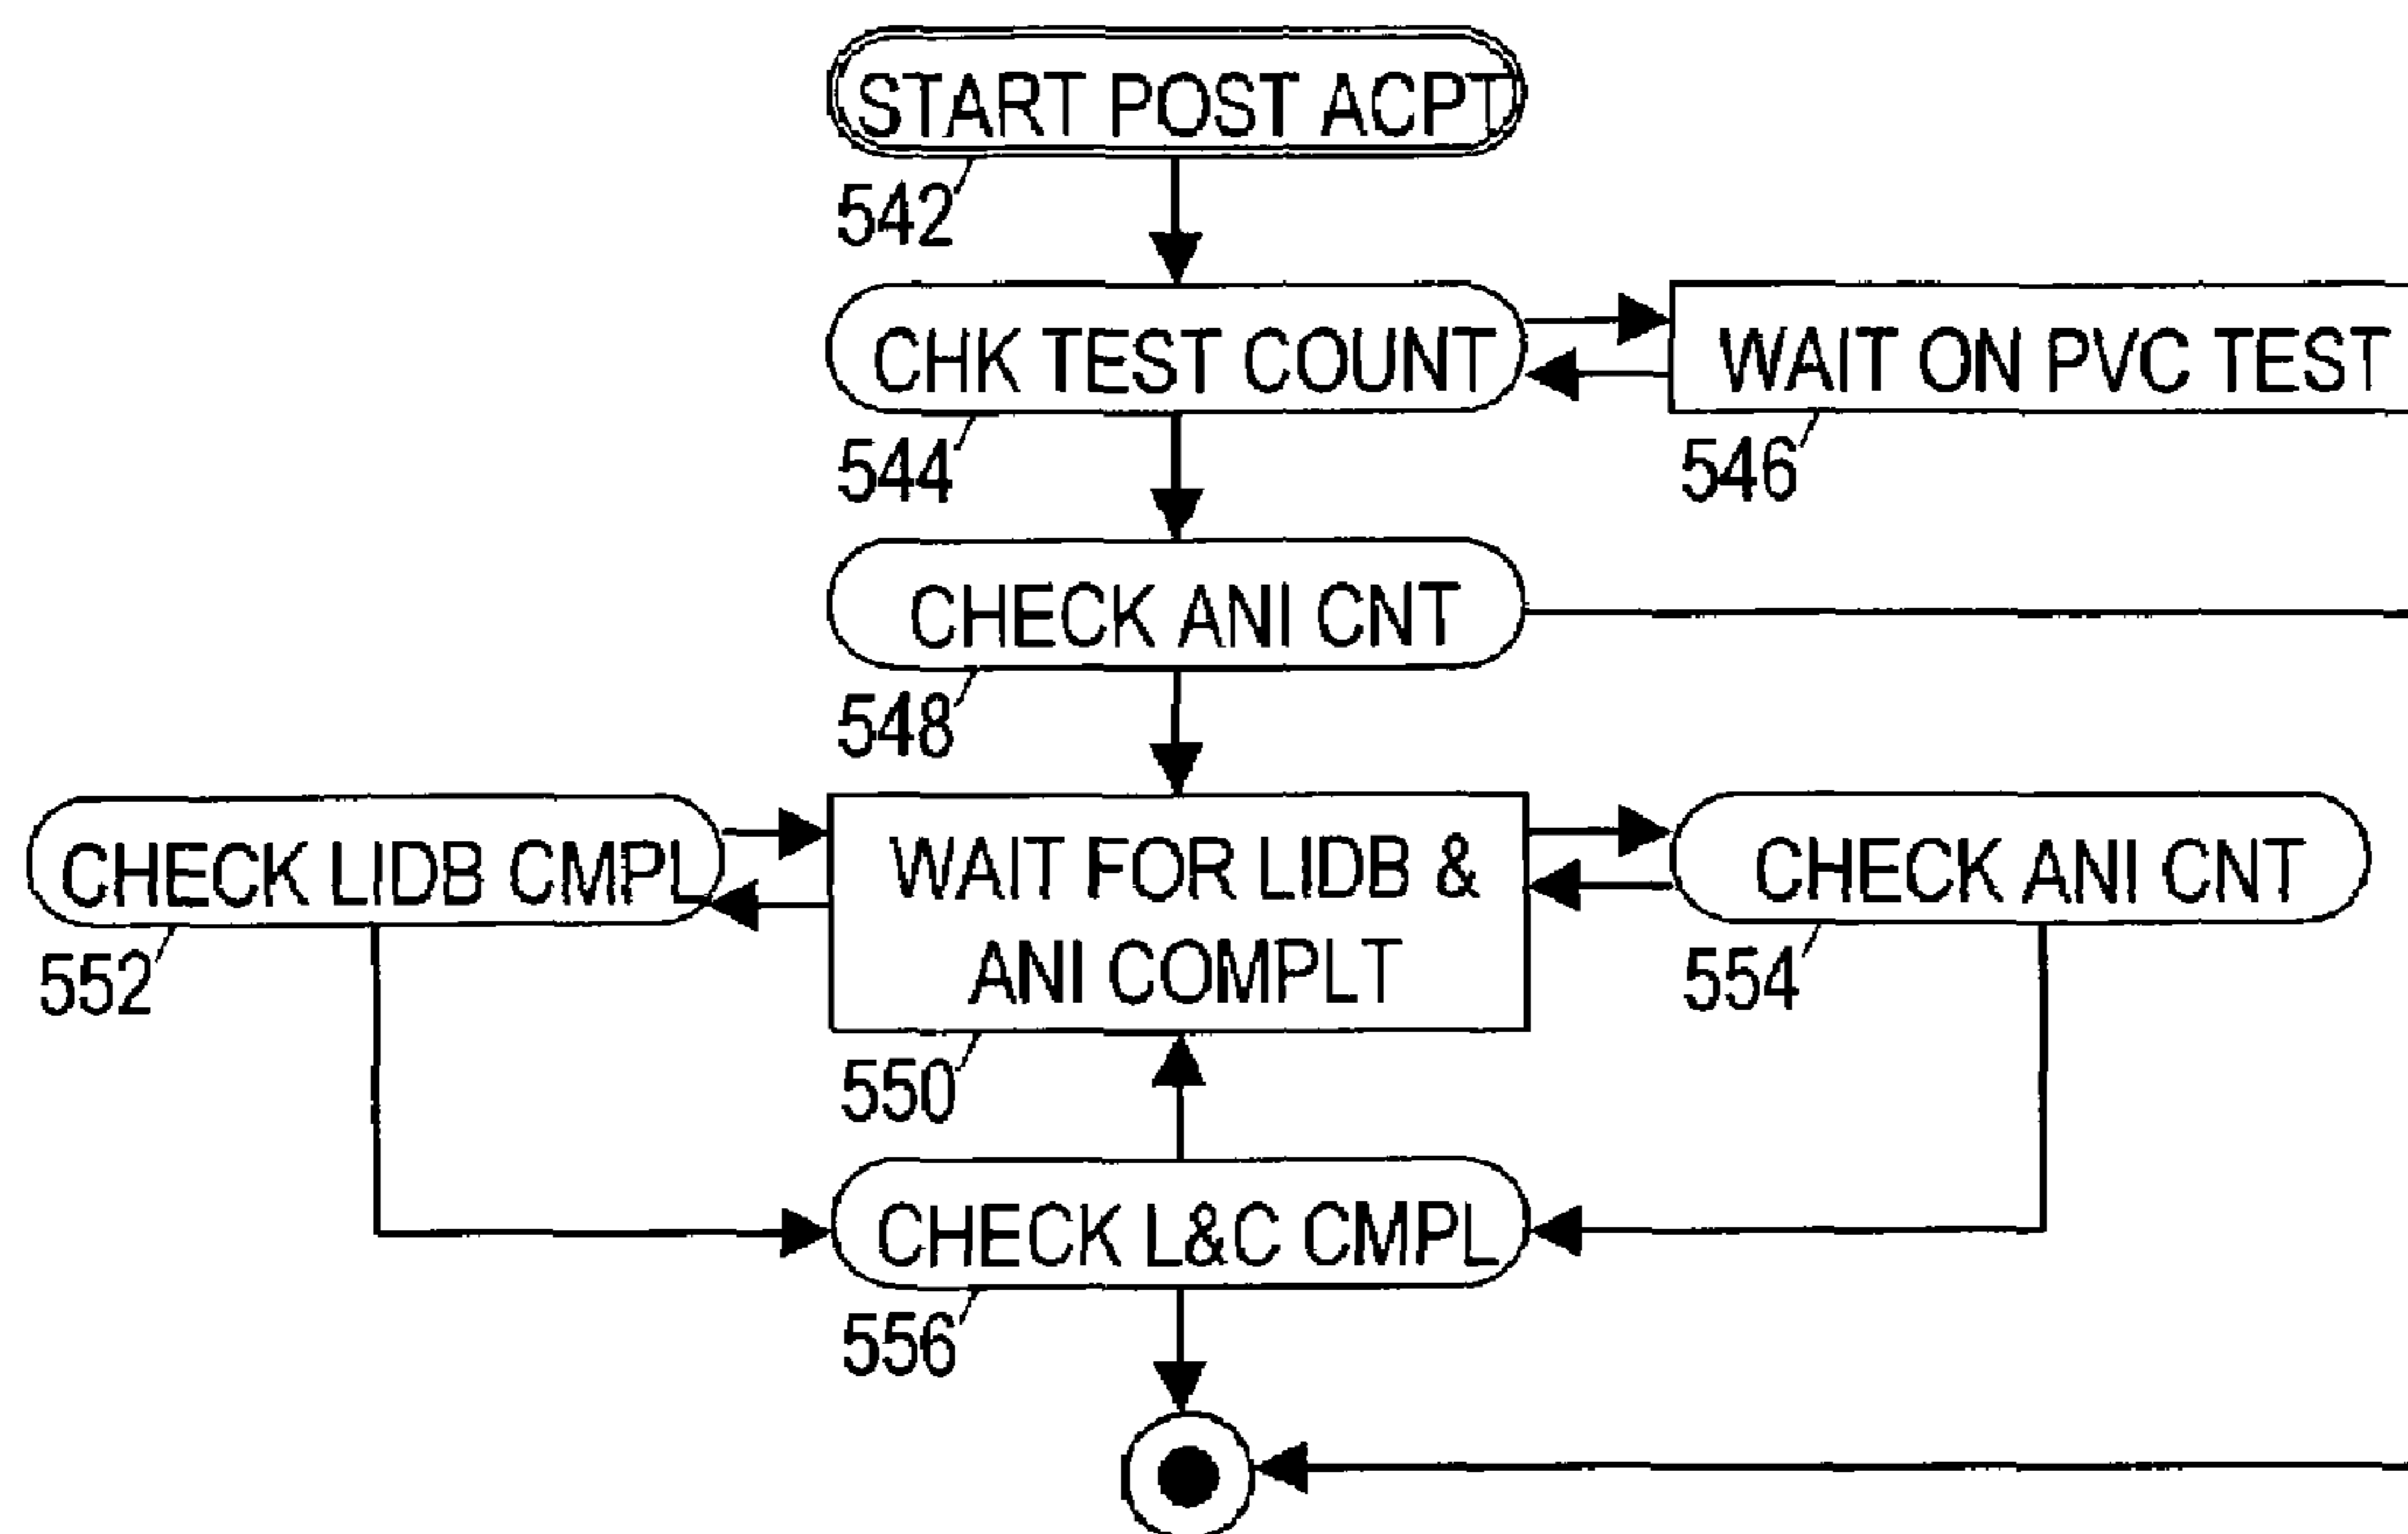 START POST ACPT
542
CHK TEST COUNT
WAIT ON PVC TEST
544
546
CHECK ANI CNT
548
CHECK LIDB CMPL
WAIT FOR LIDB &
ANI COMPLT
CHECK ANI CNT
552
554
550
CHECK L&C CMPL
556